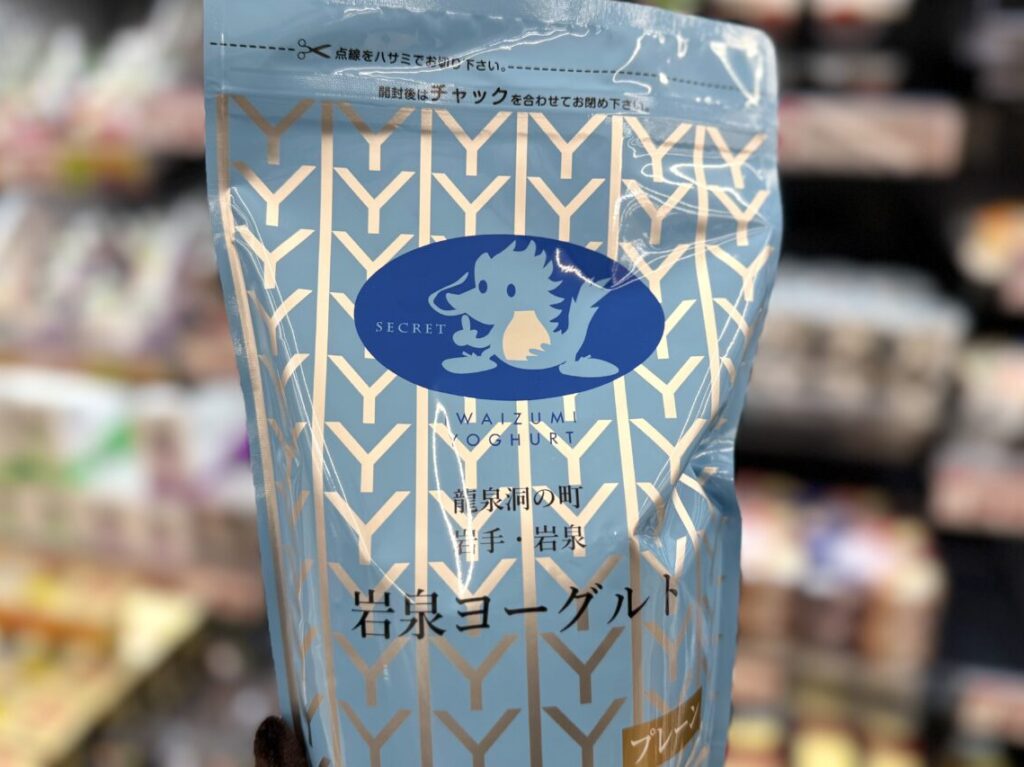 点線をハサミでお切り下さい。
開封後はチャックを合わせてお閉め下さい。
SECRET
IWAIZUMI
YOGHURT
龍泉洞の町
岩手・岩泉
岩泉ヨーグルト
プレーン